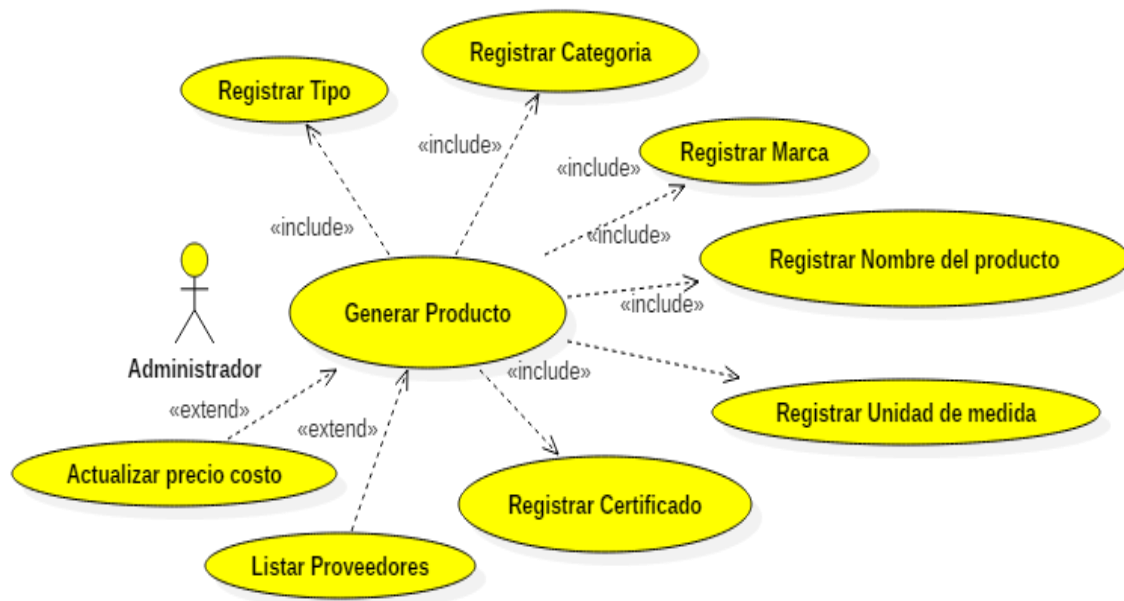 Registrar Categoria
Registrar Tipo
«include»
Registrar Marca
«include»
«include»
«include»
Registrar Nombre del producto
Generar Producto
«include»
Administrador
«include»
«extend»
«extend»
Registrar Unidad de medida
Actualizar precio costo
Registrar Certificado
Listar Proveedores